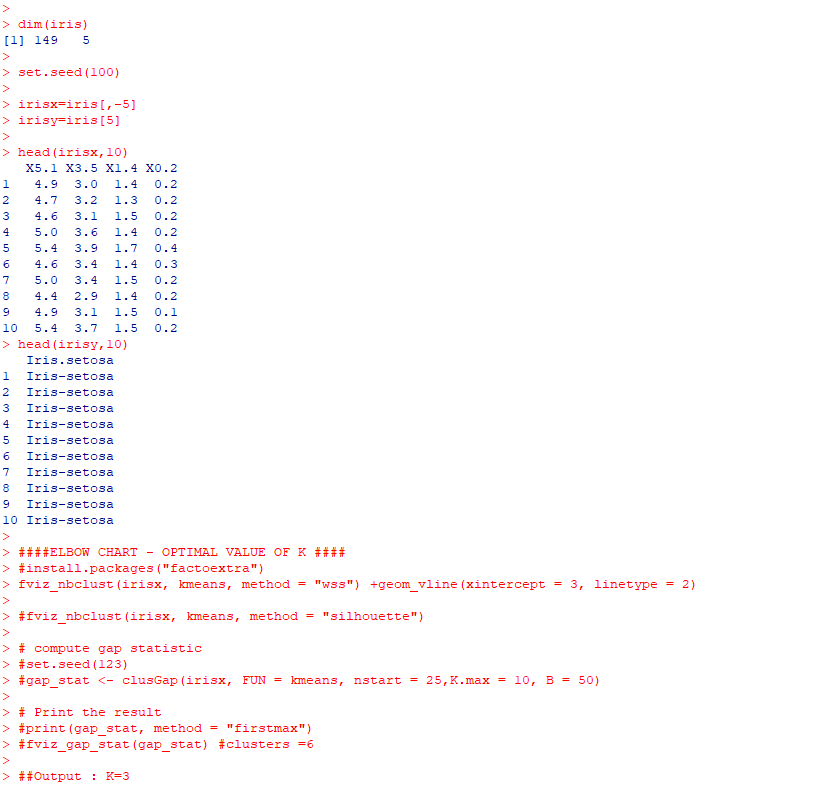 >
> dim(iris)
[1] 149   5
>
> set.seed(100)
>
> irisx=iris[,-5]
> irisy=iris[5]
>
> head(irisx,10)
   X5.1 X3.5 X1.4 X0.2
1   4.9  3.0  1.4  0.2
2   4.7  3.2  1.3  0.2
3   4.6  3.1  1.5  0.2
4   5.0  3.6  1.4  0.2
5   5.4  3.9  1.7  0.4
6   4.6  3.4  1.4  0.3
7   5.0  3.4  1.5  0.2
8   4.4  2.9  1.4  0.2
9   4.9  3.1  1.5  0.1
10  5.4  3.7  1.5  0.2
> head(irisy,10)
   Iris.setosa
1  Iris-setosa
2  Iris-setosa
3  Iris-setosa
4  Iris-setosa
5  Iris-setosa
6  Iris-setosa
7  Iris-setosa
8  Iris-setosa
9  Iris-setosa
10 Iris-setosa
>
> ####ELBOW CHART - OPTIMAL VALUE OF K ####
> #install.packages("factoextra")
> fviz_nbclust(irisx, kmeans, method = "wss") +geom_vline(xintercept = 3, linetype = 2)
>
> #fviz_nbclust(irisx, kmeans, method = "silhouette")
>
> # compute gap statistic
> #set.seed(123)
> #gap_stat <- clusGap(irisx, FUN = kmeans, nstart = 25,K.max = 10, B = 50)
>
> # Print the result
> #print(gap_stat, method = "firstmax")
> #fviz_gap_stat(gap_stat) #clusters =6
>
> ##Output : K=3